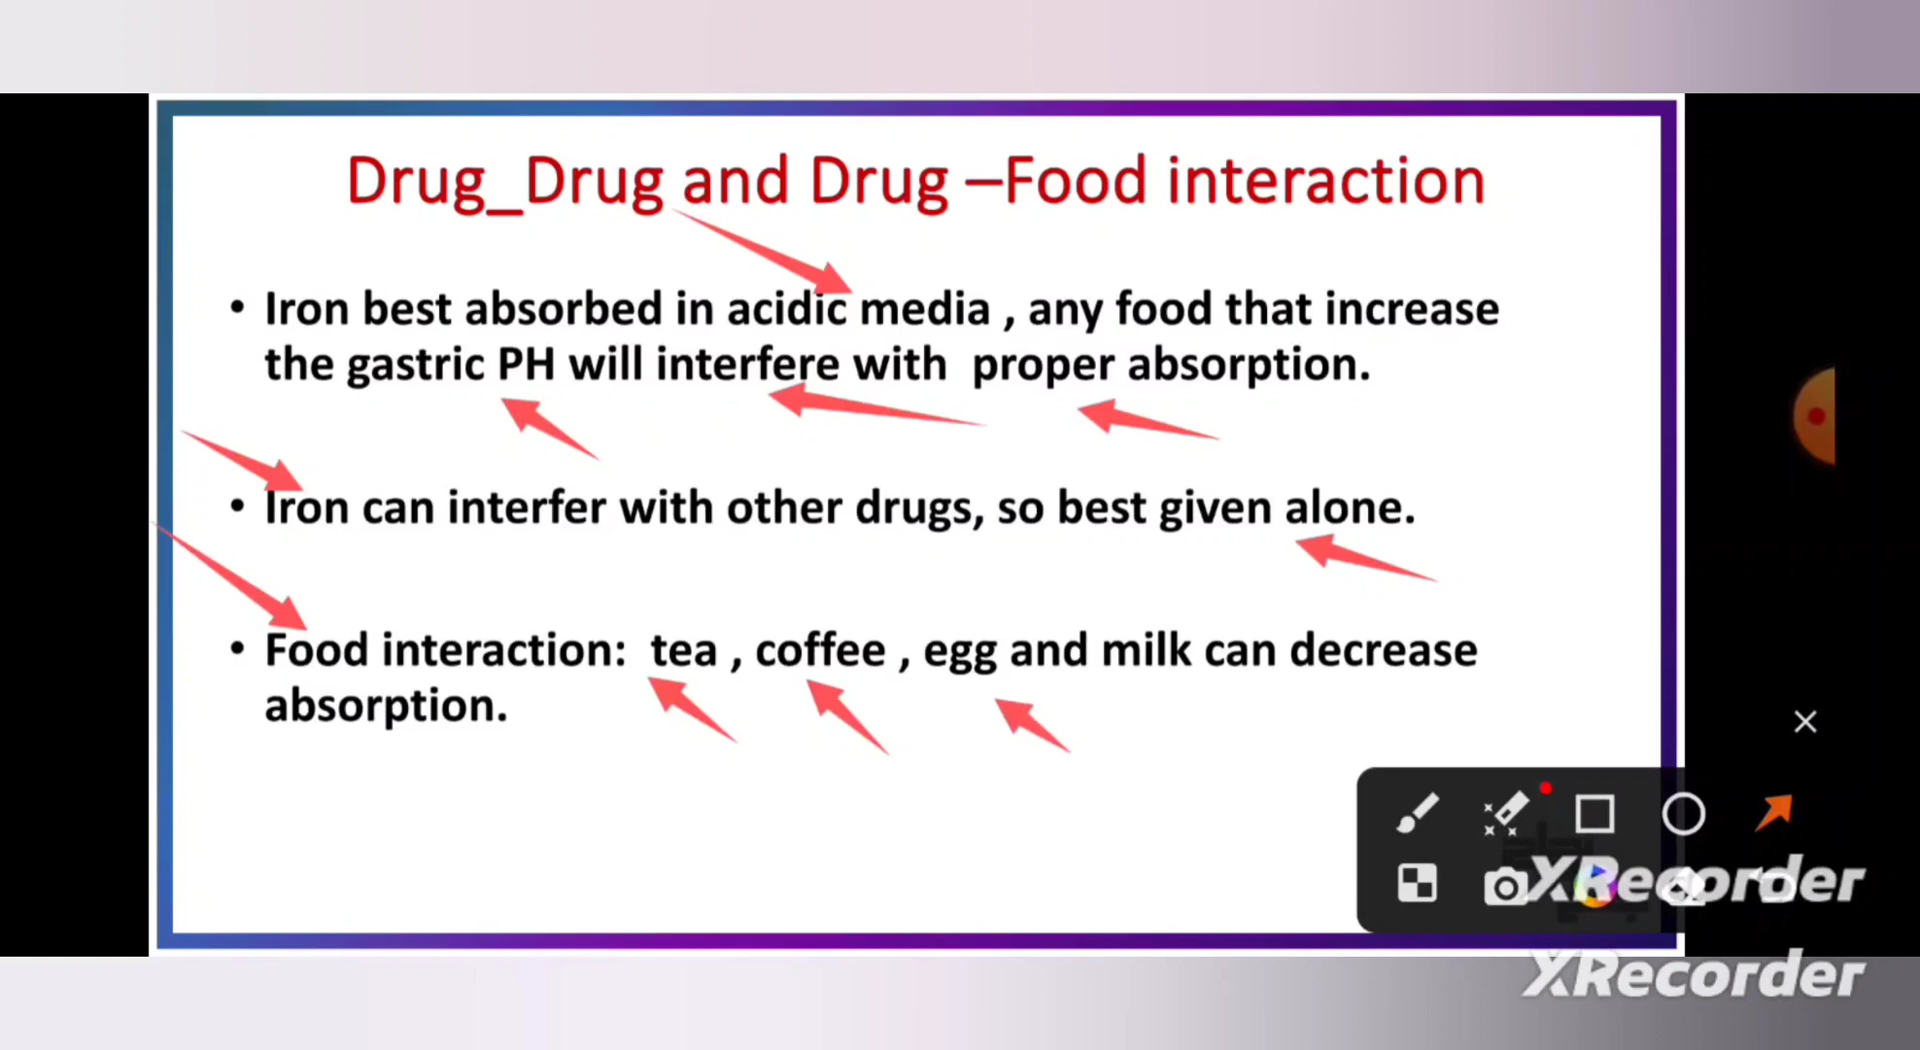 Drug_Drug and Drug –Food interaction
• Iron best absorbed in acidic media , any food that increase
the gastric PH will interfere with proper absorption.
• Iron can interfer with other drugs, so best given alone.
• Food interaction: tea , coffee , egg and milk can decrease
absorption.
XRecorder
XRecorder